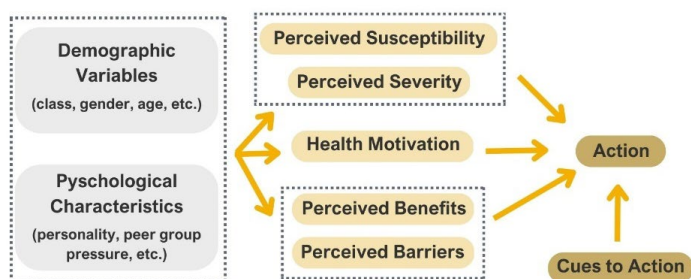 Demographic
Variables
(class, gender, age, etc.)
Pyschological
Characteristics
(personality, peer group
pressure, etc.)
Perceived Susceptibility
Perceived Severity
Health Motivation
Perceived Benefits
Perceived Barriers
Action
Cues to Action